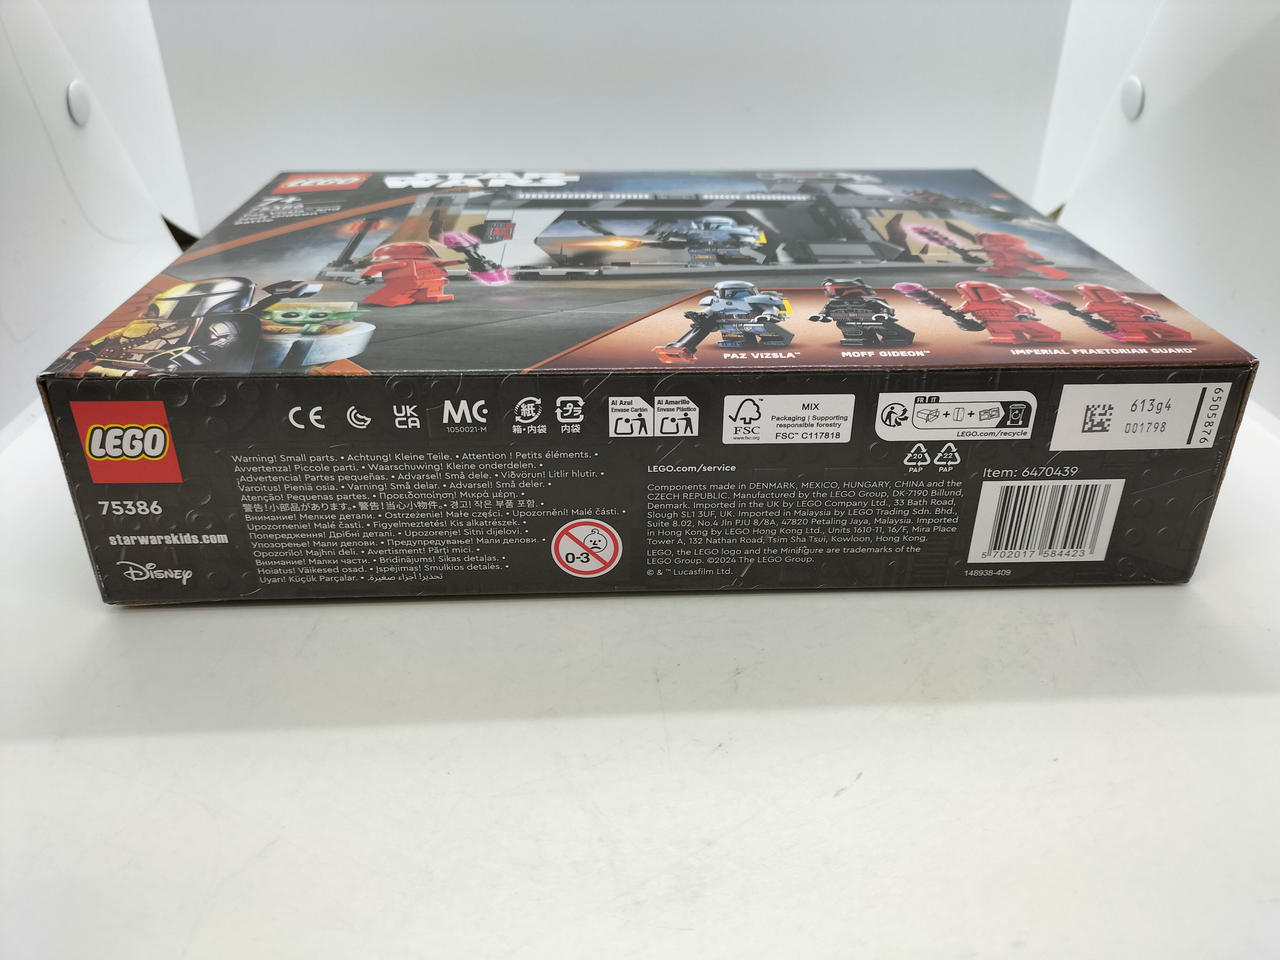 LEGO
STAR
WARS
7+
75386
PAZ VIZSLA™
MOFF GIDEON™
IMPERIAL PRAETORIAN GUARD™
LEGO
75386
starwarskids.com
Disney
CE
UK
CA
MC
1050021-M
紙
箱・内袋
プラ
内袋
Al Azul
Envase Cartón
Al Amarillo
Envase Plástico
FSC
www.fsc.org
MIX
Packaging | Supporting
responsible forestry
FSC™ C117818
FR
IT
LEGO.com/recycle
20
PAP
22
PAP
613g4
001798
6505876
Warning! Small parts. • Achtung! Kleine Teile. • Attention ! Petits éléments. •
Avvertenza! Piccole parti. • Waarschuwing! Kleine onderdelen. •
¡Advertencia! Partes pequeñas. • Advarsel! Små dele. • Viðvörun! Litlir hlutir. •
Varoitus! Pieniä osia. • Varning! Små delar. • Advarsel! Små deler. •
Atenção! Pequenas partes. • Προειδοποίηση! Μικρά μέρη. •
警告!小部品があります。• 警告!当心小物件。• 경고! 작은 부품 포함. •
Внимание! Мелкие детали. • Ostrzeżenie! Małe części. • Upozornění! Malé části. •
Upozornenie! Malé časti. • Figyelmeztetés! Kis alkatrészek. •
Попередження! Дрібні деталі. • Upozorenje! Sitni dijelovi. •
Упозорење! Мали делови. • Предупредување! Мали делови. •
Opozorilo! Majhni deli. • Avertisment! Părți mici. •
Внимание! Малки части. • Brīdinājums! Sīkas detaļas. •
Hoiatus! Väikesed osad. • Įspėjimas! Smulkios detalės. •
Uyarı! Küçük Parçalar. • تحذير! أجزاء صغيرة.
0-3
LEGO.com/service
Components made in DENMARK, MEXICO, HUNGARY, CHINA and the
CZECH REPUBLIC. Manufactured by the LEGO Group, DK-7190 Billund,
Denmark. Imported in the UK by LEGO Company Ltd., 33 Bath Road,
Slough SL1 3UF, UK. Imported in Malaysia by LEGO Trading Sdn. Bhd.,
Suite 8.02, No.4 Jln PJU 8/8A, 47820 Petaling Jaya, Malaysia. Imported
in Hong Kong by LEGO Hong Kong Ltd., Units 1610-11, 16/F, Mira Place
Tower A, 132 Nathan Road, Tsim Sha Tsui, Kowloon, Hong Kong.
LEGO, the LEGO logo and the Minifigure are trademarks of the
LEGO Group. ©2024 The LEGO Group.
© & ™ Lucasfilm Ltd.
Item: 6470439
5 702017 584423
148938-409